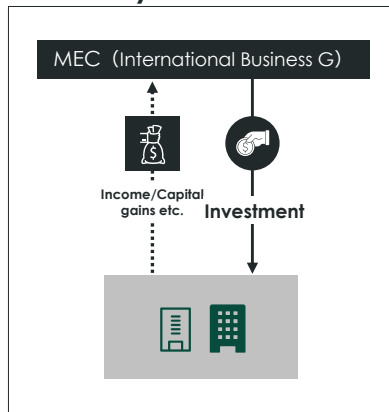 MEC（International Business G）
$
$
Income/Capital
gains etc.
Investment